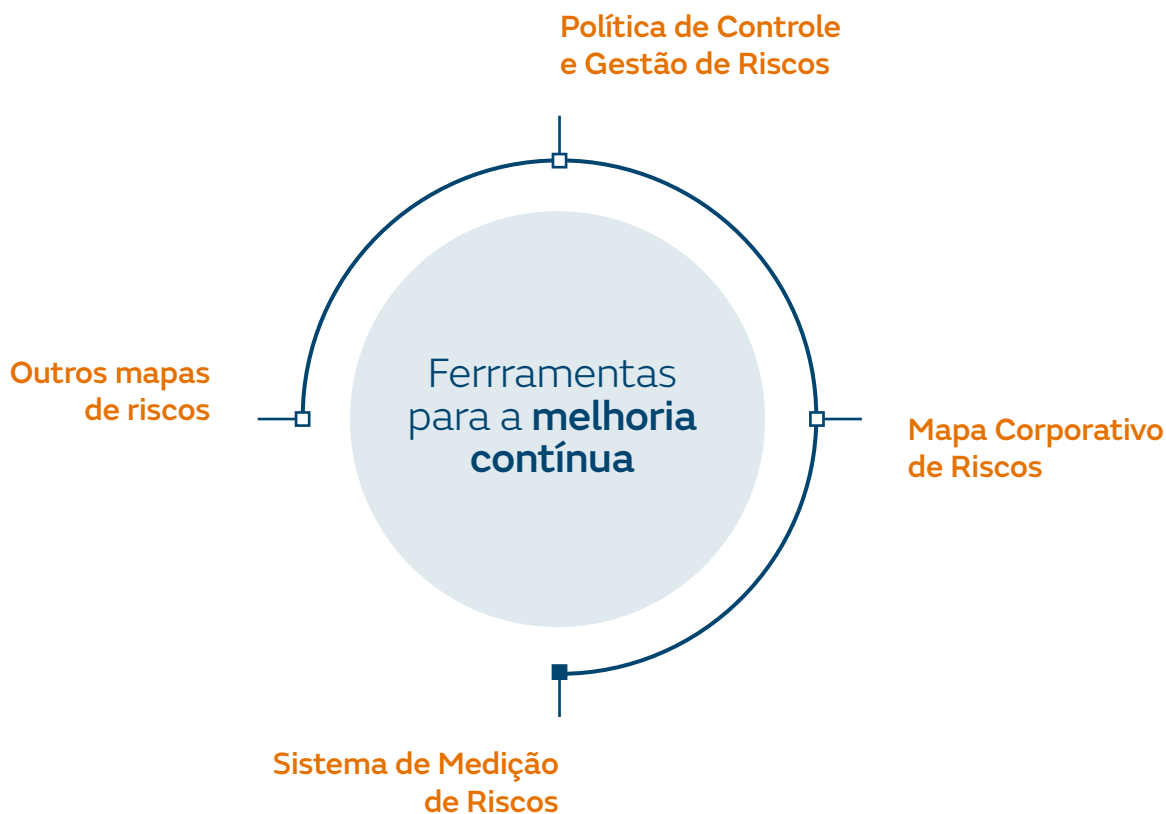 Política de Controle
e Gestão de Riscos
Outros mapas
de riscos
Ferrramentas
para a melhoria
contínua
Mapa Corporativo
de Riscos
Sistema de Medição
de Riscos